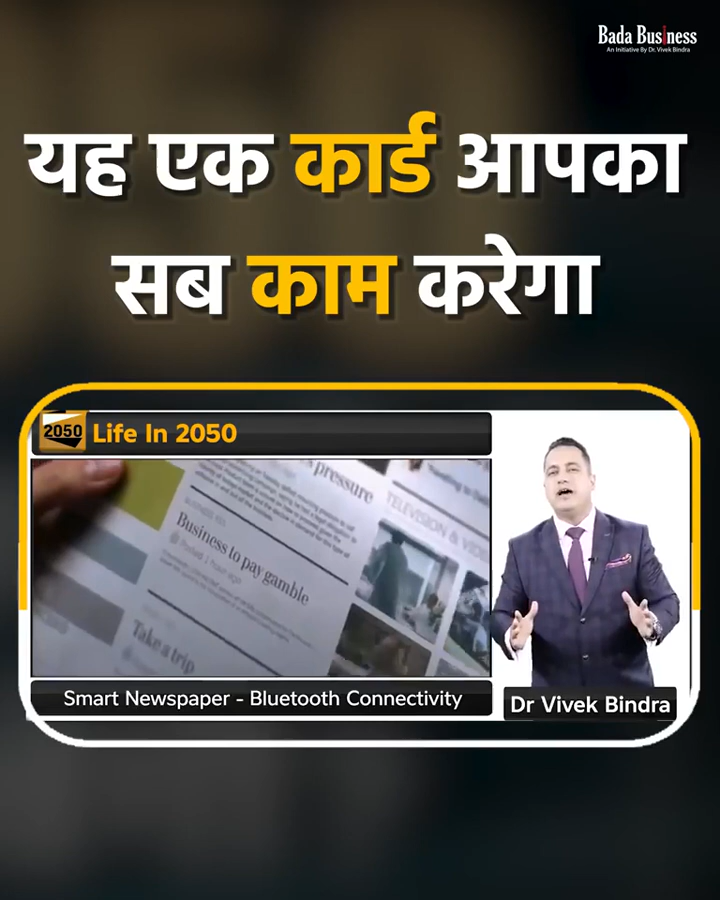 Bada Business
An Initiative By Dr. Vivek Bindra
यह एक कार्ड आपका
सब काम करेगा
2050 Life In 2050
pressure
TELEVISION &
Business to pay gamble
Take a trip
Smart Newspaper - Bluetooth Connectivity
Dr Vivek Bindra